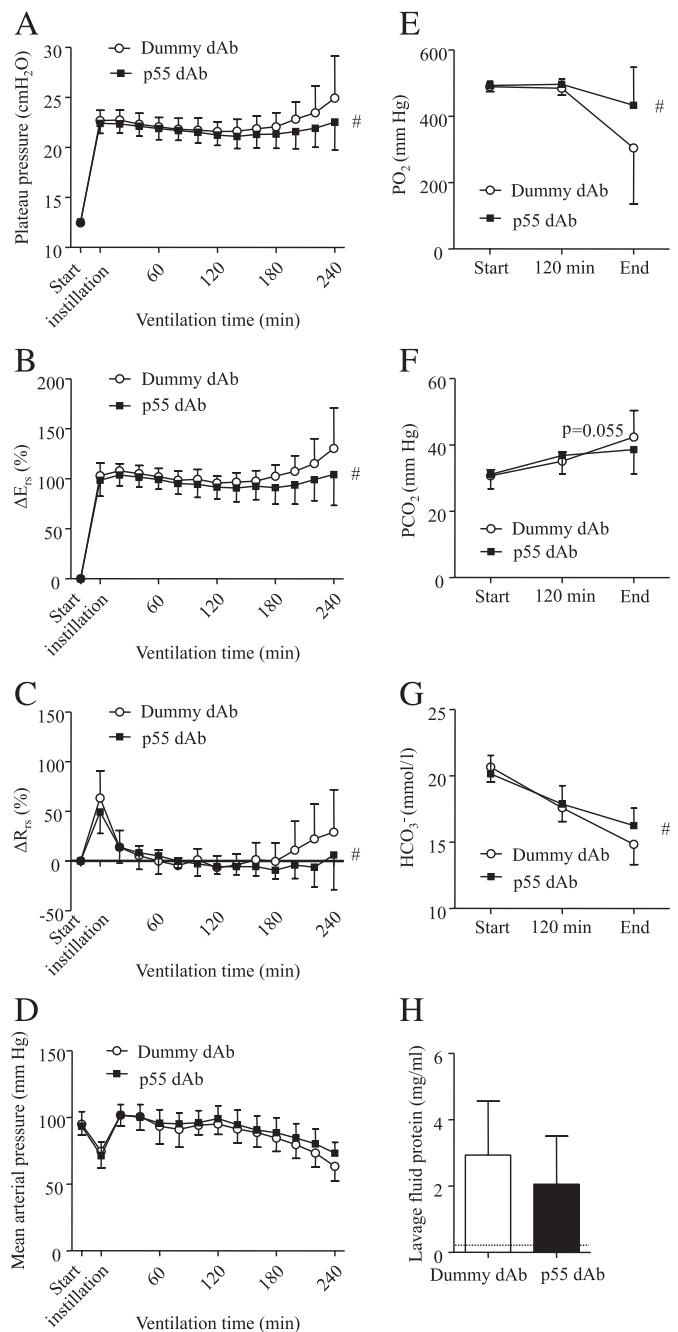 A
Dummy dAb
p55 dAb
Plateau pressure (cmH2O)
30
25
20
15
10
#
Start
instillation
60
120
180
240
Ventilation time (min)
B
Dummy dAb
p55 dAb
ΔErs (%)
200
150
100
50
0
#
Start
instillation
60
120
180
240
Ventilation time (min)
C
Dummy dAb
p55 dAb
ΔRrs (%)
150
100
50
0
-50
#
Start
instillation
60
120
180
240
Ventilation time (min)
D
Dummy dAb
p55 dAb
Mean arterial pressure (mm Hg)
150
100
50
0
Start
instillation
60
120
180
240
Ventilation time (min)
E
PO2 (mm Hg)
600
400
200
0
#
Dummy dAb
p55 dAb
Start
120 min
End
F
PCO2 (mm Hg)
60
40
20
0
p=0.055
Dummy dAb
p55 dAb
Start
120 min
End
G
HCO3- (mmol/l)
25
20
15
10
#
Dummy dAb
p55 dAb
Start
120 min
End
H
Lavage fluid protein (mg/ml)
6
4
2
0
Dummy dAb
p55 dAb